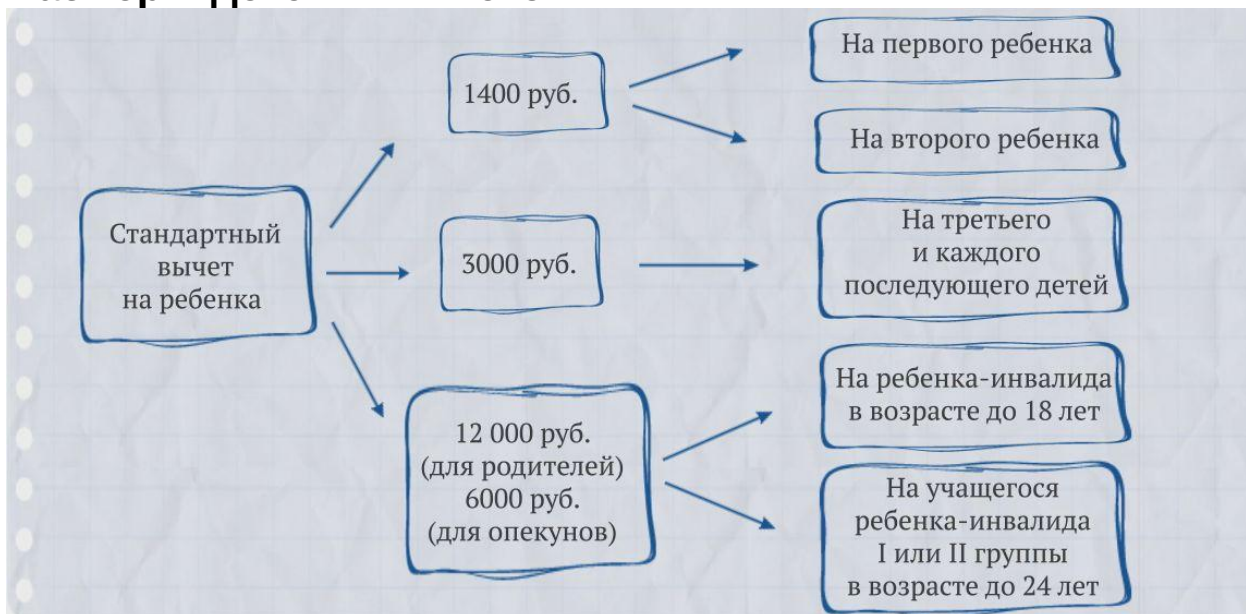 Стандартный
вычет
на ребенка
1400 руб.
На первого ребенка
На второго ребенка
3000 руб.
На третьего
и каждого
последующего детей
12 000 руб.
(для родителей)
6000 руб.
(для опекунов)
На ребенка-инвалида
в возрасте до 18 лет
На учащегося
ребенка-инвалида
I или II группы
в возрасте до 24 лет